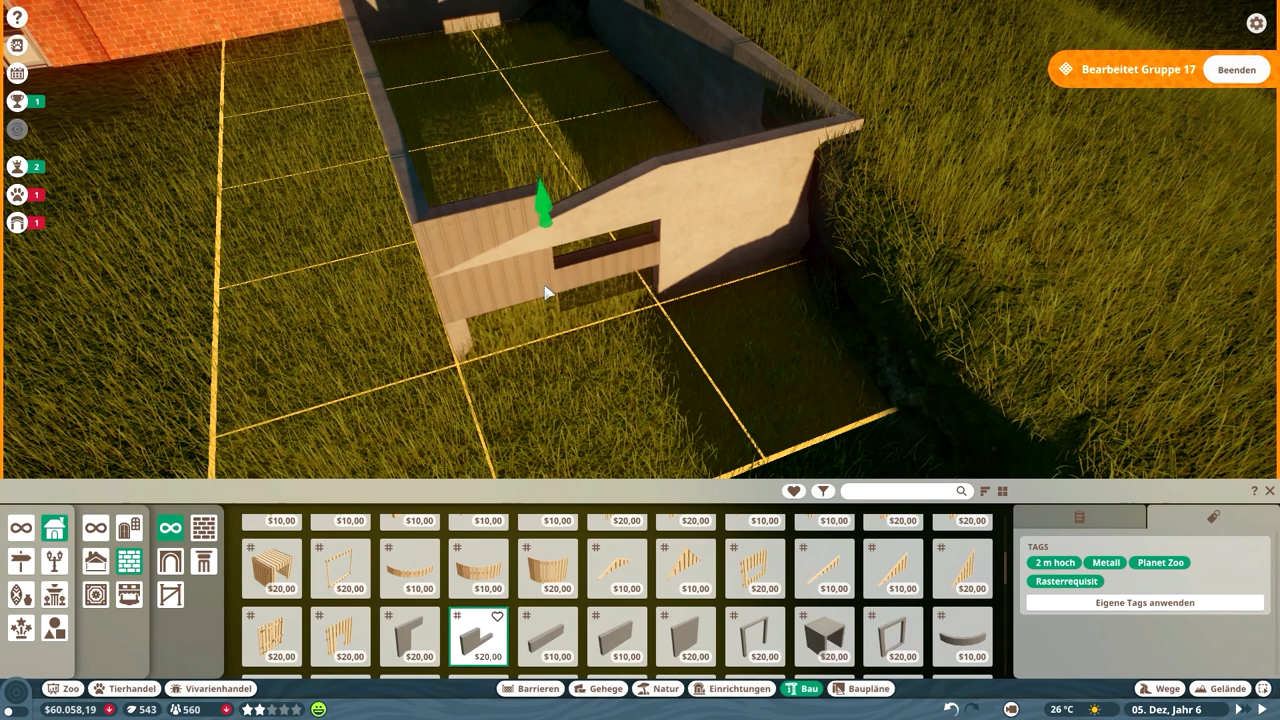 ?
1
2
1
1
Bearbeitet Gruppe 17
Beenden
?
$10,00 $10,00 $10,00 $10,00 $10,00 $20,00 $20,00 $10,00 $10,00 $20,00 $20,00
$20,00 $20,00 $10,00 $10,00 $20,00 $10,00 $10,00 $20,00 $10,00 $10,00 $20,00
$20,00 $20,00 $20,00 $20,00 $10,00 $10,00 $20,00 $10,00 $20,00 $20,00 $10,00
TAGS
2 m hoch Metall Planet Zoo
Rasterrequisit
Eigene Tags anwenden
Zoo Tierhandel Vivarienhandel Barrieren Gehege Natur Einrichtungen Bau Baupläne Wege Gelände
$60.058,19 543 560 26 °C 05. Dez, Jahr 6